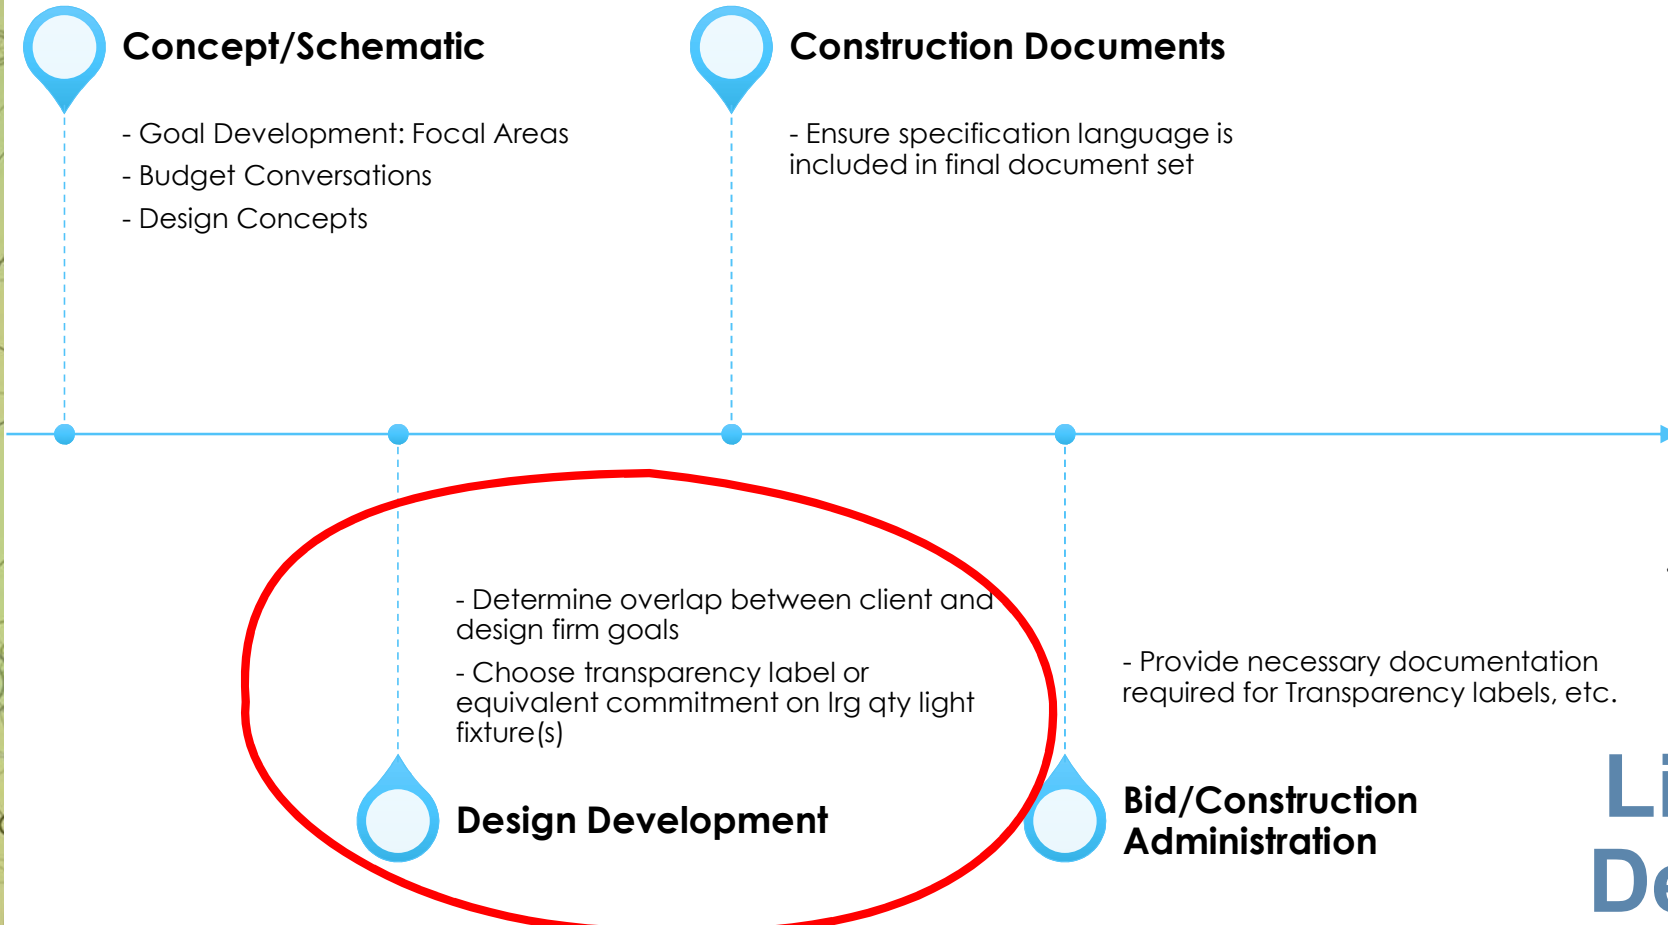 Concept/Schematic
- Goal Development: Focal Areas
- Budget Conversations
- Design Concepts
Construction Documents
- Ensure specification language is
included in final document set
- Determine overlap between client and
design firm goals
- Choose transparency label or
equivalent commitment on lrg qty light
fixture(s)
Design Development
- Provide necessary documentation
required for Transparency labels, etc.
Bid/Construction
Administration
Li
De